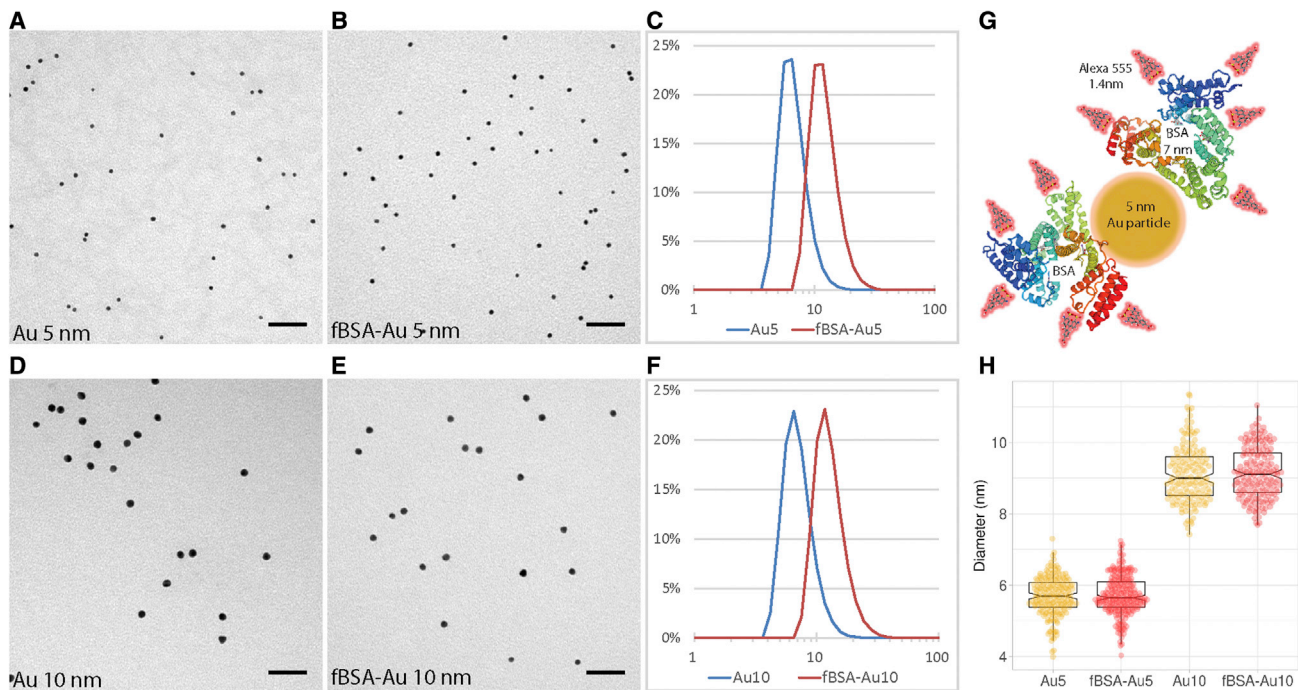 A
B
C
G
Au 5 nm
fBSA-Au 5 nm
25%
20%
15%
10%
5%
0%
1
10
100
Au5
fBSA-Au5
Alexa 555
1.4nm
BSA
7 nm
5 nm
Au particle
BSA
D
E
F
H
Au 10 nm
fBSA-Au 10 nm
25%
20%
15%
10%
5%
0%
1
10
100
Au10
fBSA-Au10
Diameter (nm)
10
8
6
4
Au5
fBSA-Au5
Au10
fBSA-Au10